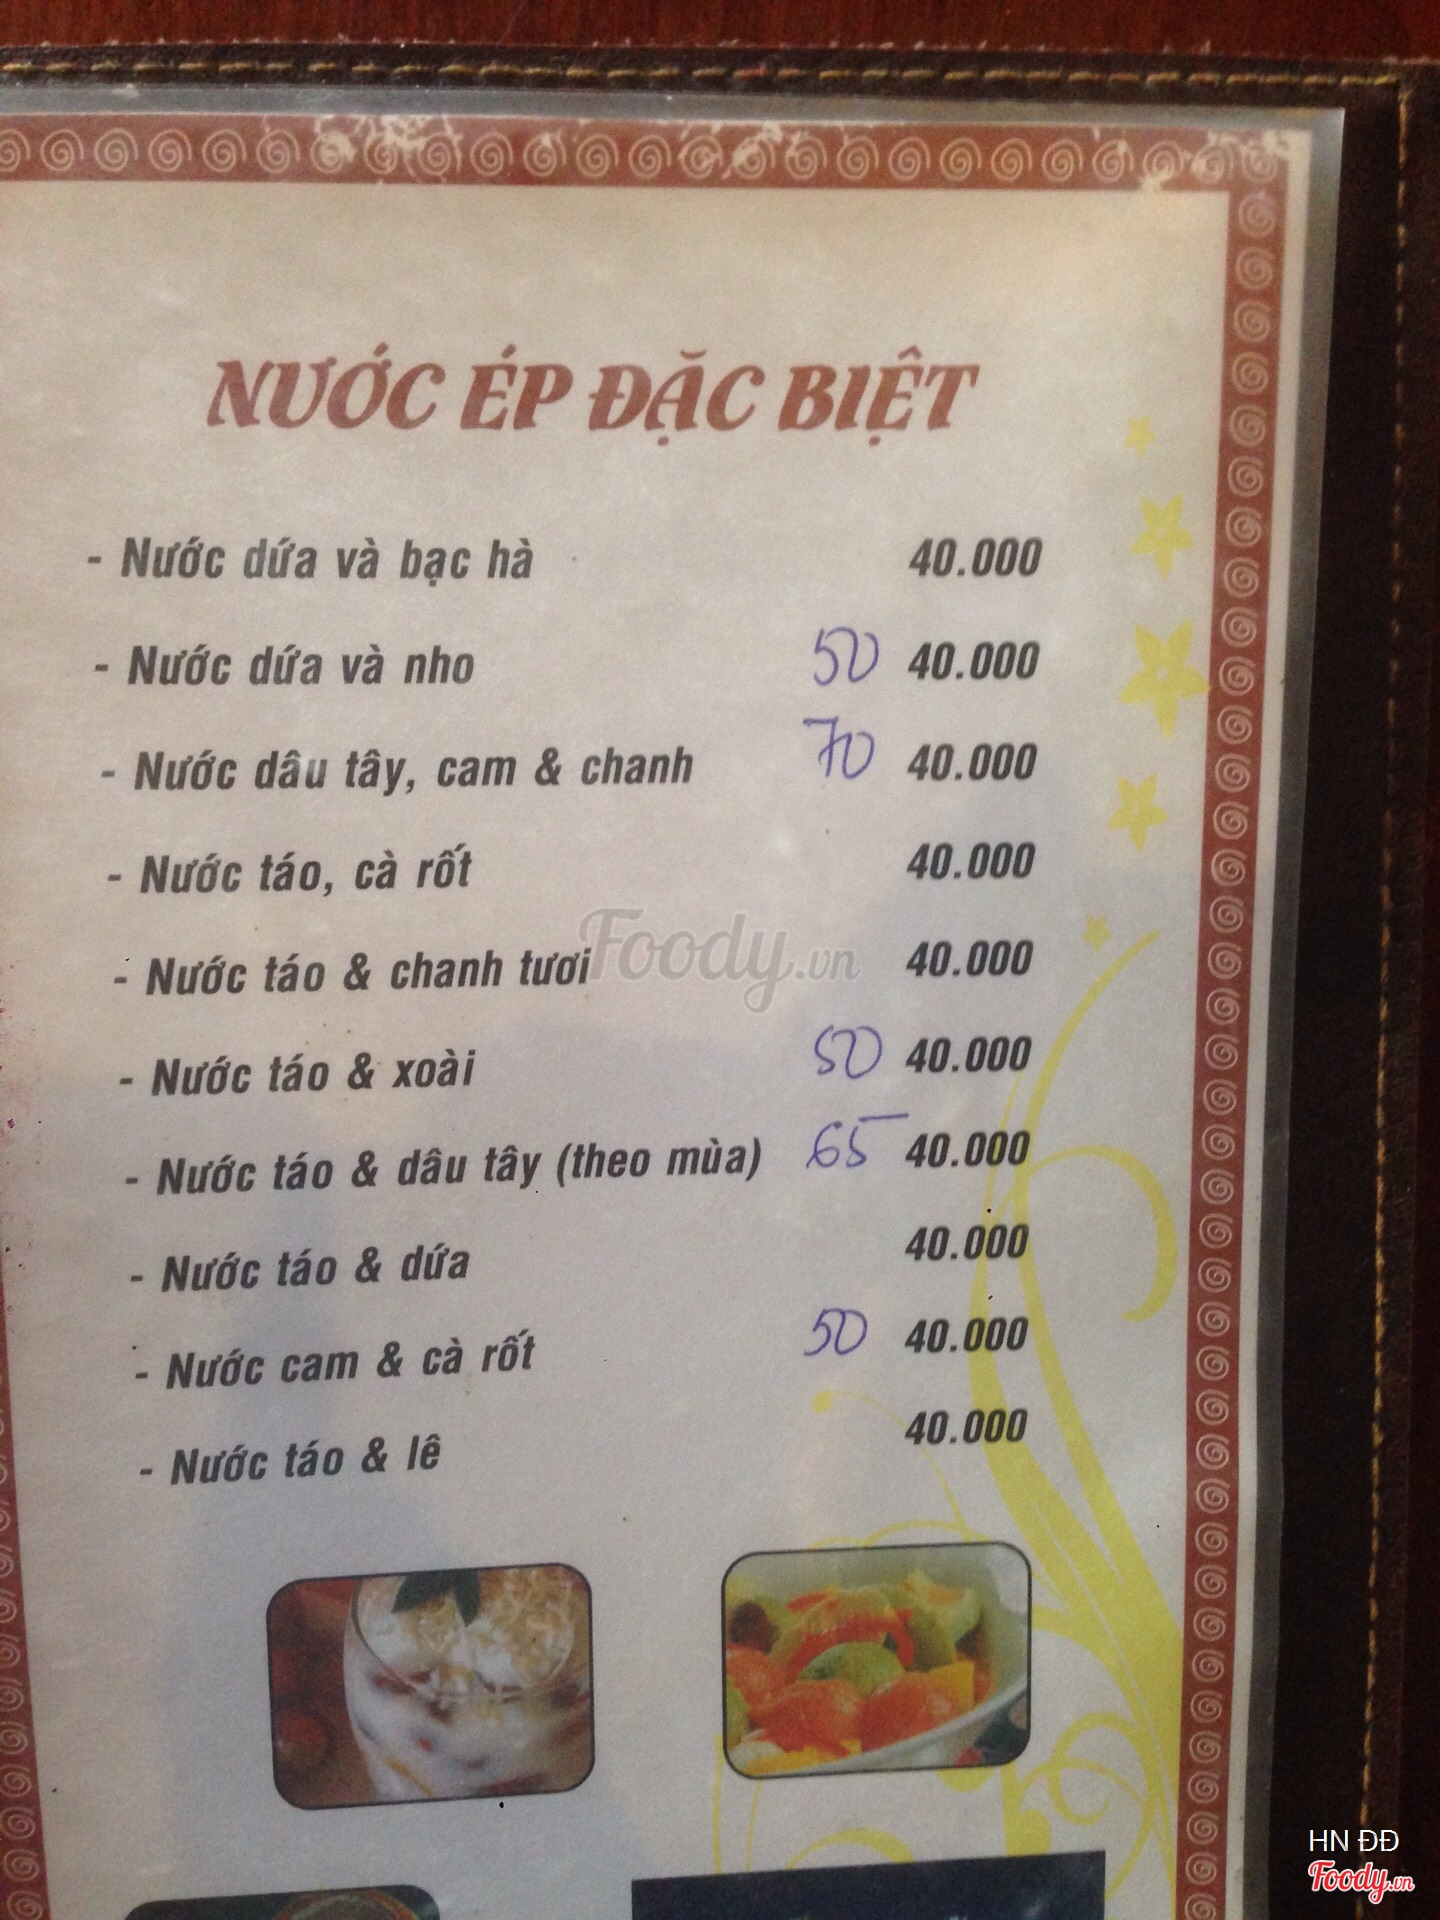 NƯỚC ÉP ĐẶC BIỆT
- Nước dứa và bạc hà 40.000
- Nước dứa và nho 50 40.000
- Nước dâu tây, cam & chanh 70 40.000
- Nước táo, cà rốt 40.000
- Nước táo & chanh tươi 40.000
- Nước táo & xoài 50 40.000
- Nước táo & dâu tây (theo mùa) 65 40.000
- Nước táo & dứa 40.000
- Nước cam & cà rốt 50 40.000
- Nước táo & lê 40.000
Foody.vn
HN ĐĐ
Foody.vn